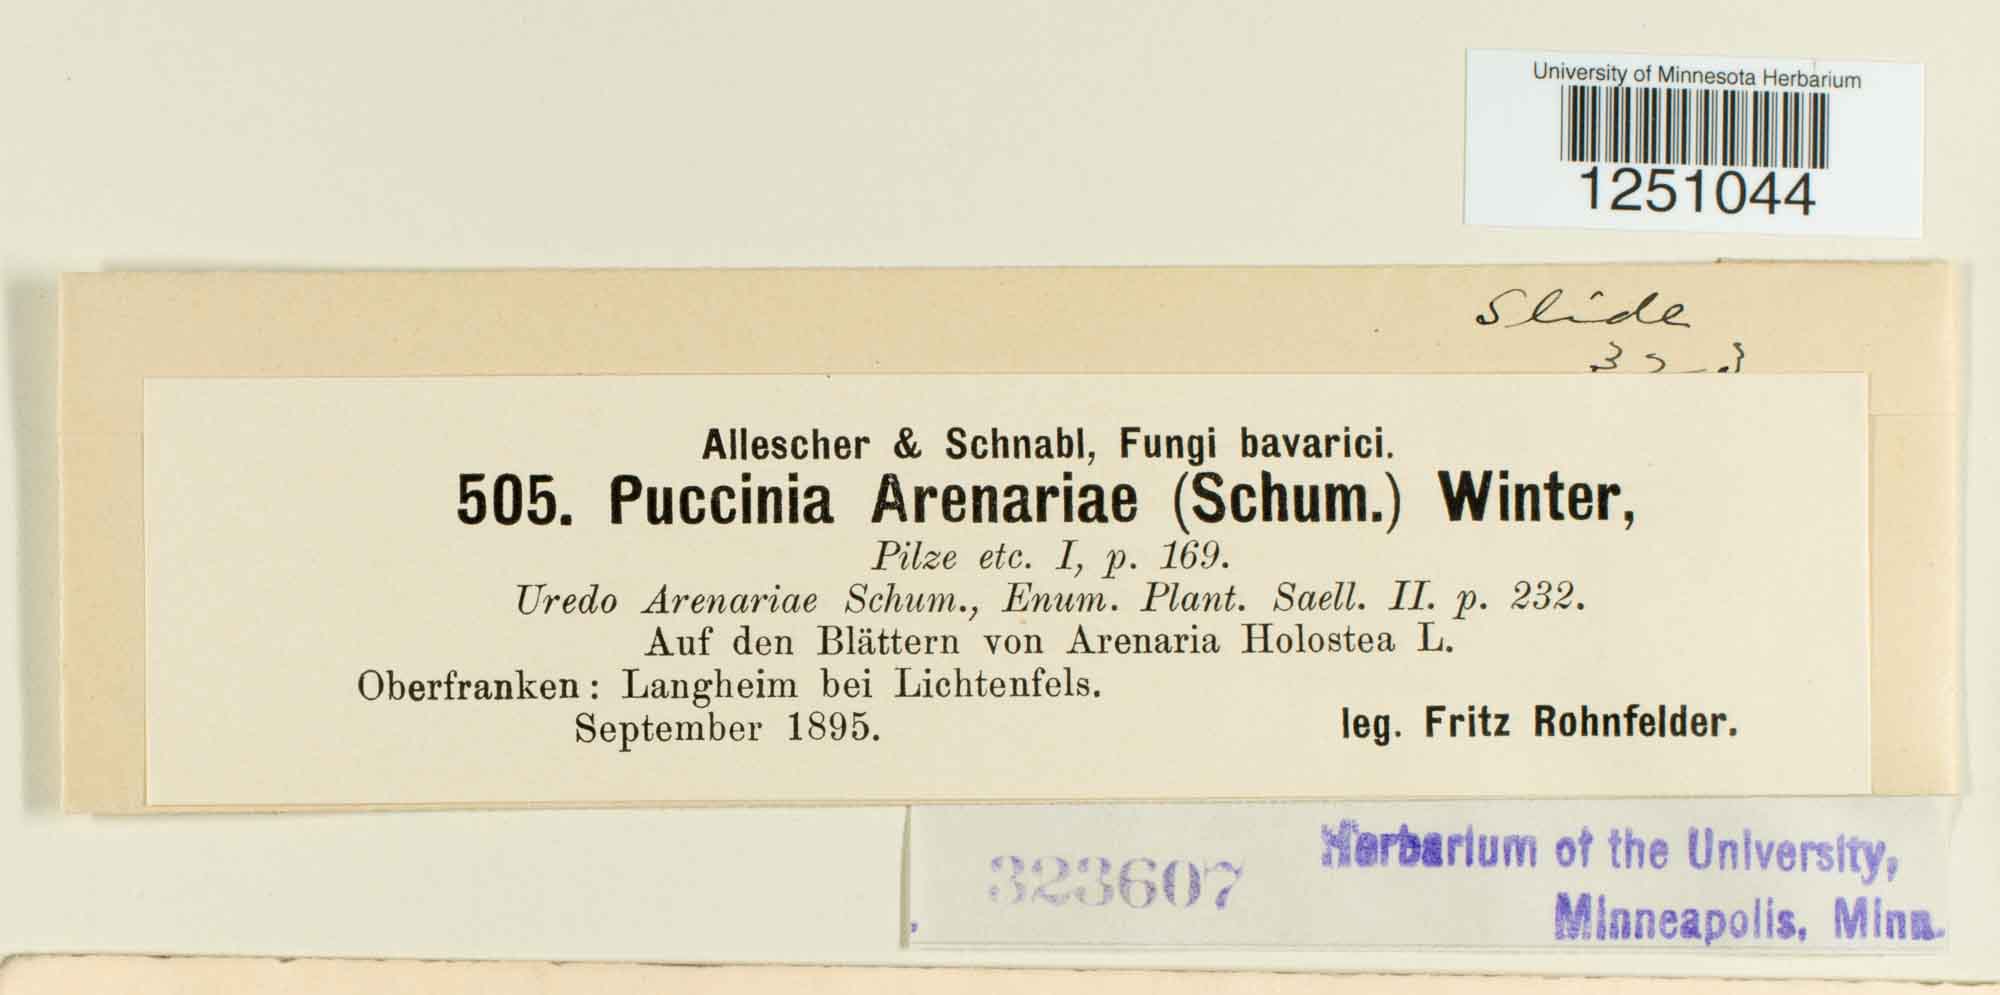 University of Minnesota Herbarium
1251044
Slide
Allescher & Schnabl, Fungi bavarici.
505. Puccinia Arenariae (Schum.) Winter,
Pilze etc. I, p. 169.
Uredo Arenariae Schum., Enum. Plant. Saell. II. p. 232.
Auf den Blättern von Arenaria Holostea L.
Oberfranken: Langheim bei Lichtenfels.
September 1895.
leg. Fritz Rohnfelder.
323607
Herbarium of the University,
Minneapolis, Minn.